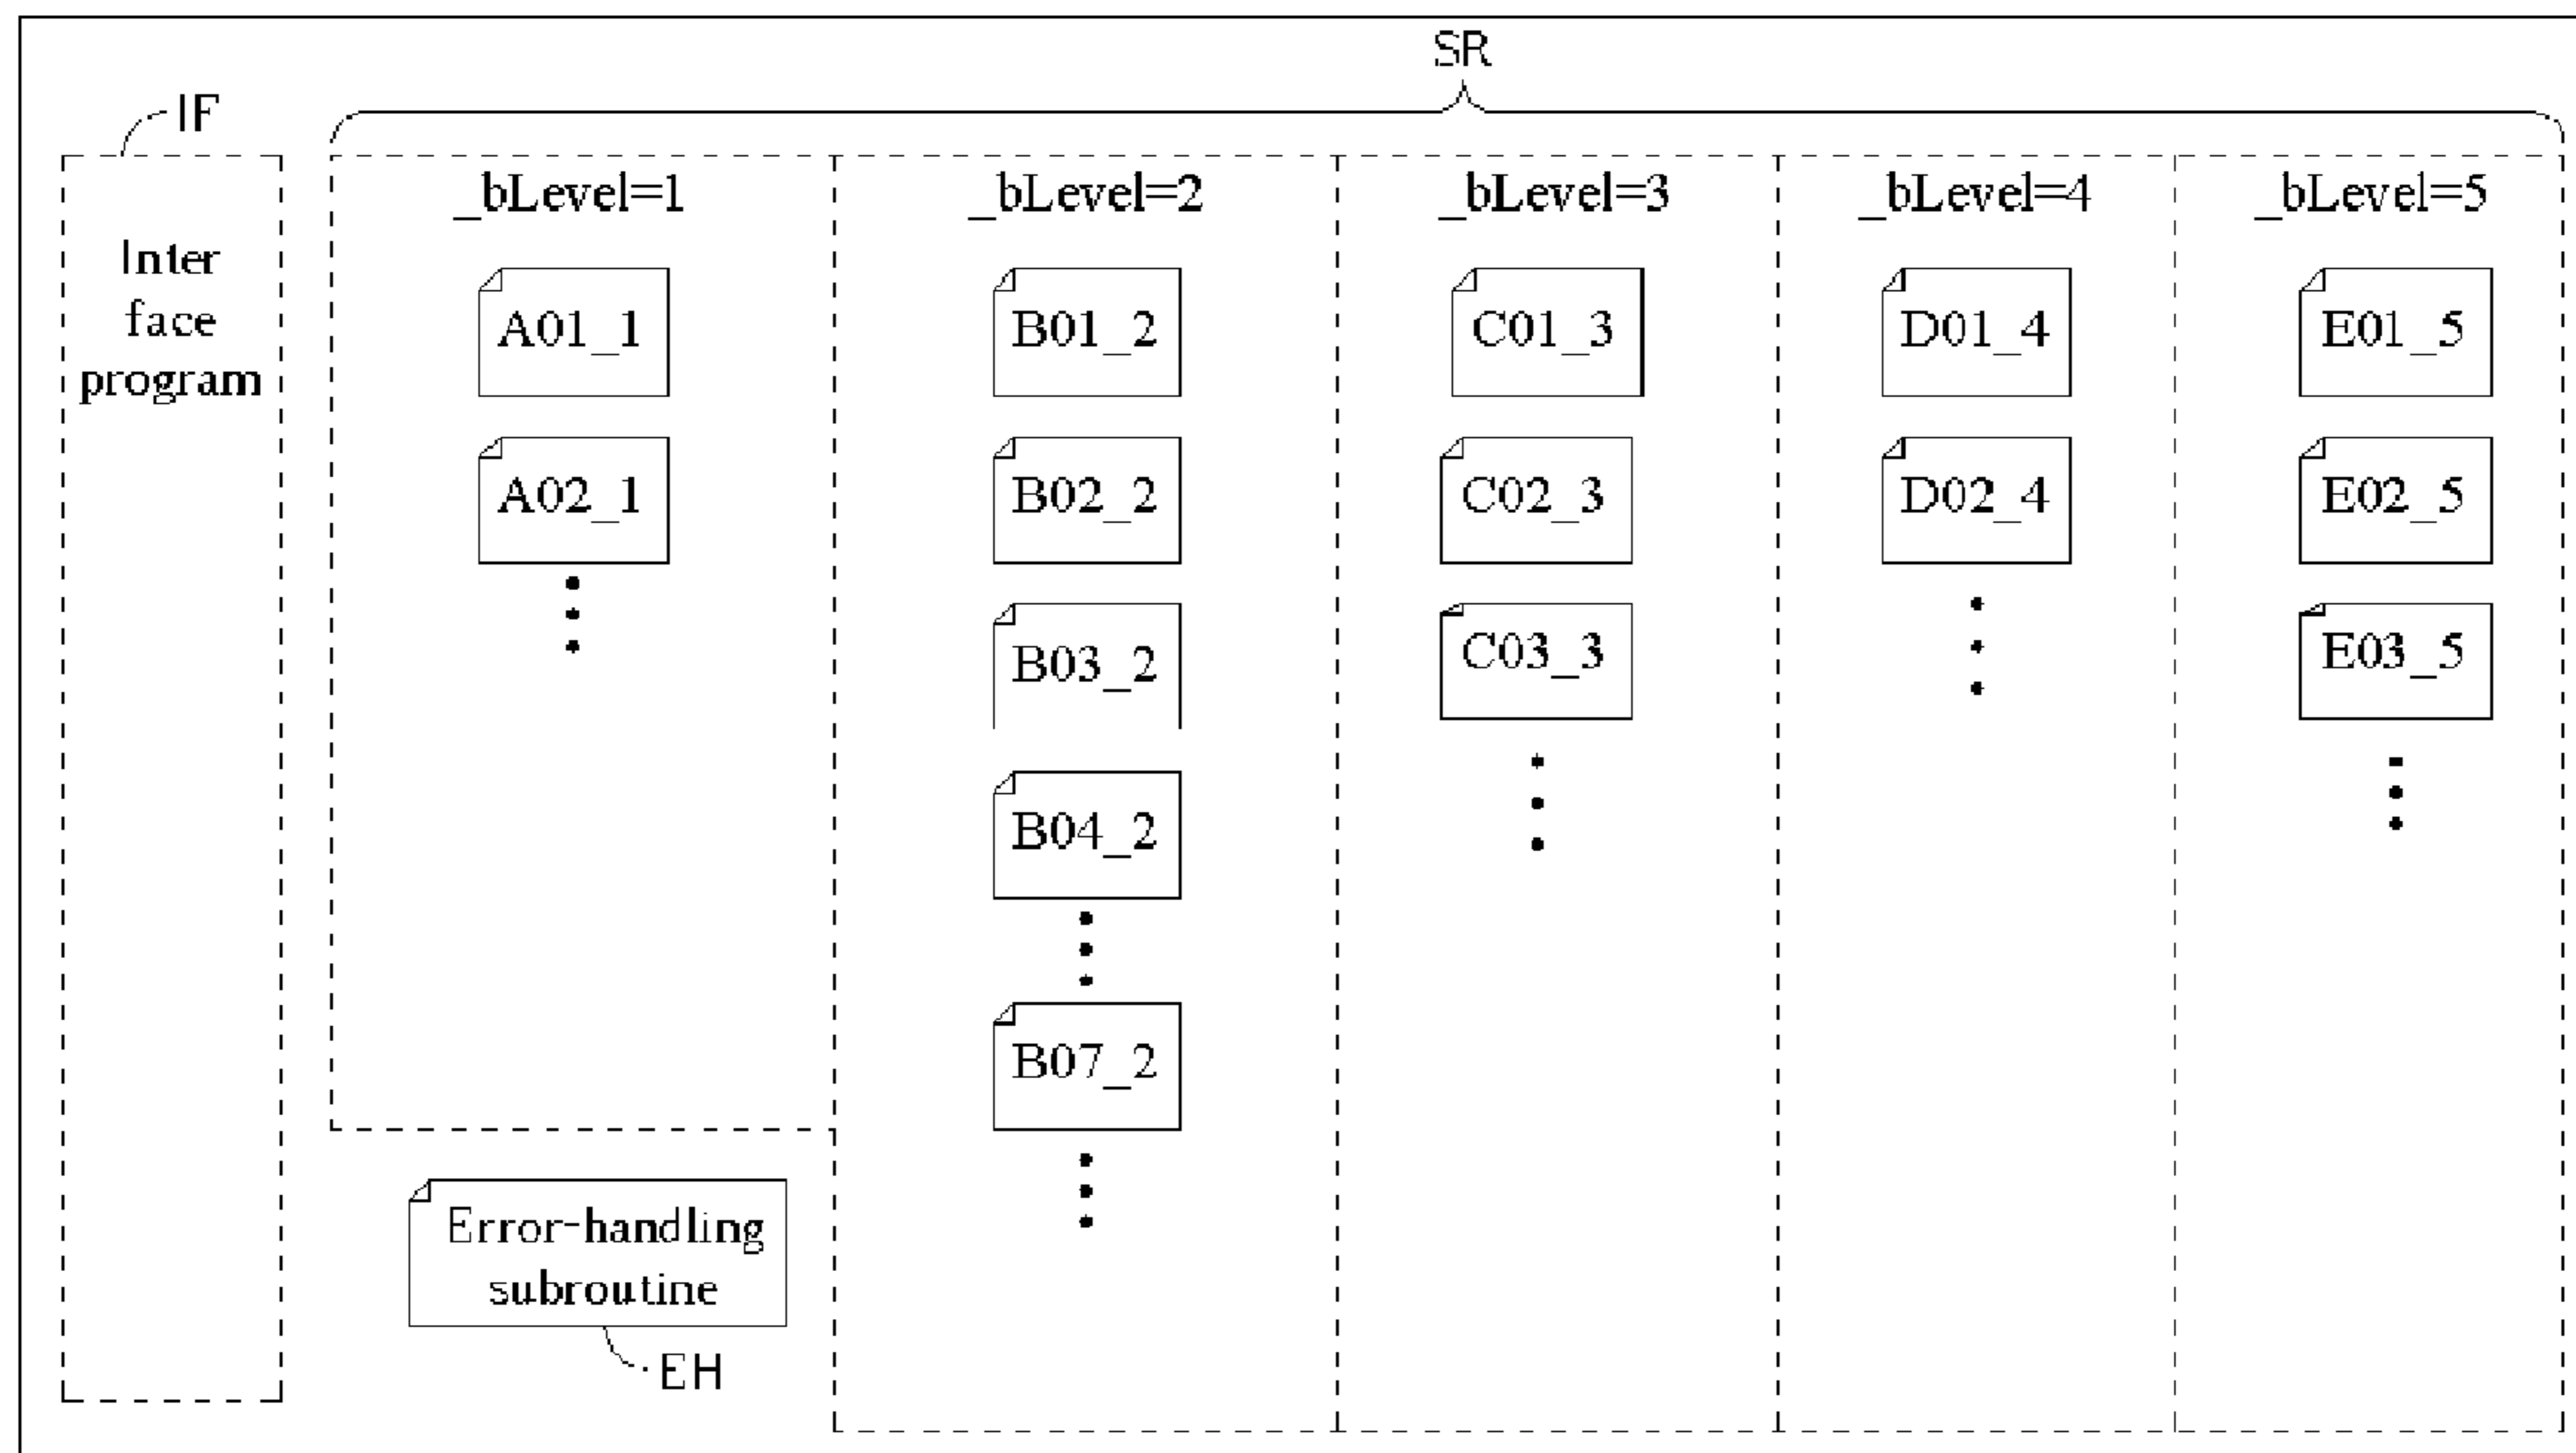 SR
IF
Inter
face
program
_bLevel=1
A01_1
A02_1
_bLevel=2
B01_2
B02_2
B03_2
B04_2
B07_2
_bLevel=3
C01_3
C02_3
C03_3
_bLevel=4
D01_4
D02_4
_bLevel=5
E01_5
E02_5
E03_5
Error-handling
subroutine
EH